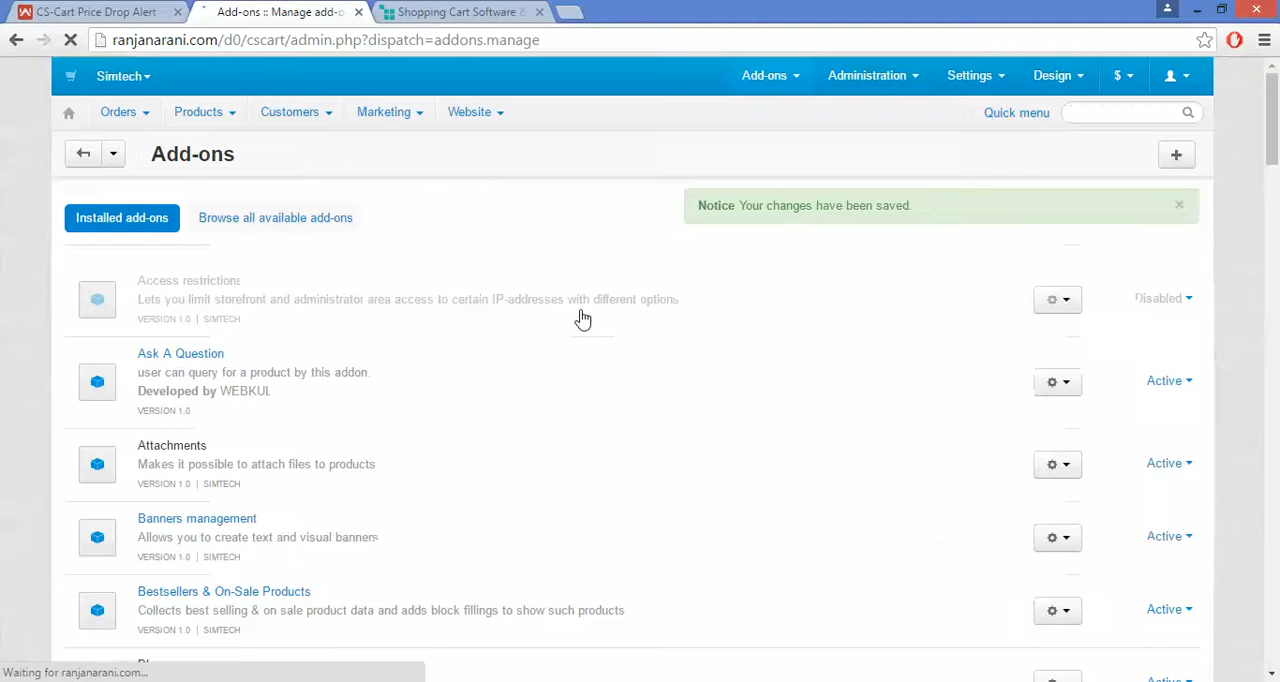 CS-Cart Price Drop Alert
Add-ons :: Manage add-o
Shopping Cart Software &
ranjanarani.com/d0/cscart/admin.php?dispatch=addons.manage
Simtech
Add-ons
Administration
Settings
Design
$
Orders
Products
Customers
Marketing
Website
Quick menu
Add-ons
Installed add-ons
Browse all available add-ons
Notice Your changes have been saved.
Access restrictions
Lets you limit storefront and administrator area access to certain IP-addresses with different options
VERSION 1.0 | SIMTECH
Disabled
Ask A Question
user can query for a product by this addon.
Developed by WEBKUL
VERSION 1.0
Active
Attachments
Makes it possible to attach files to products
VERSION 1.0 | SIMTECH
Active
Banners management
Allows you to create text and visual banners
VERSION 1.0 | SIMTECH
Active
Bestsellers & On-Sale Products
Collects best selling & on sale product data and adds block fillings to show such products
VERSION 1.0 | SIMTECH
Active
Waiting for ranjanarani.com...